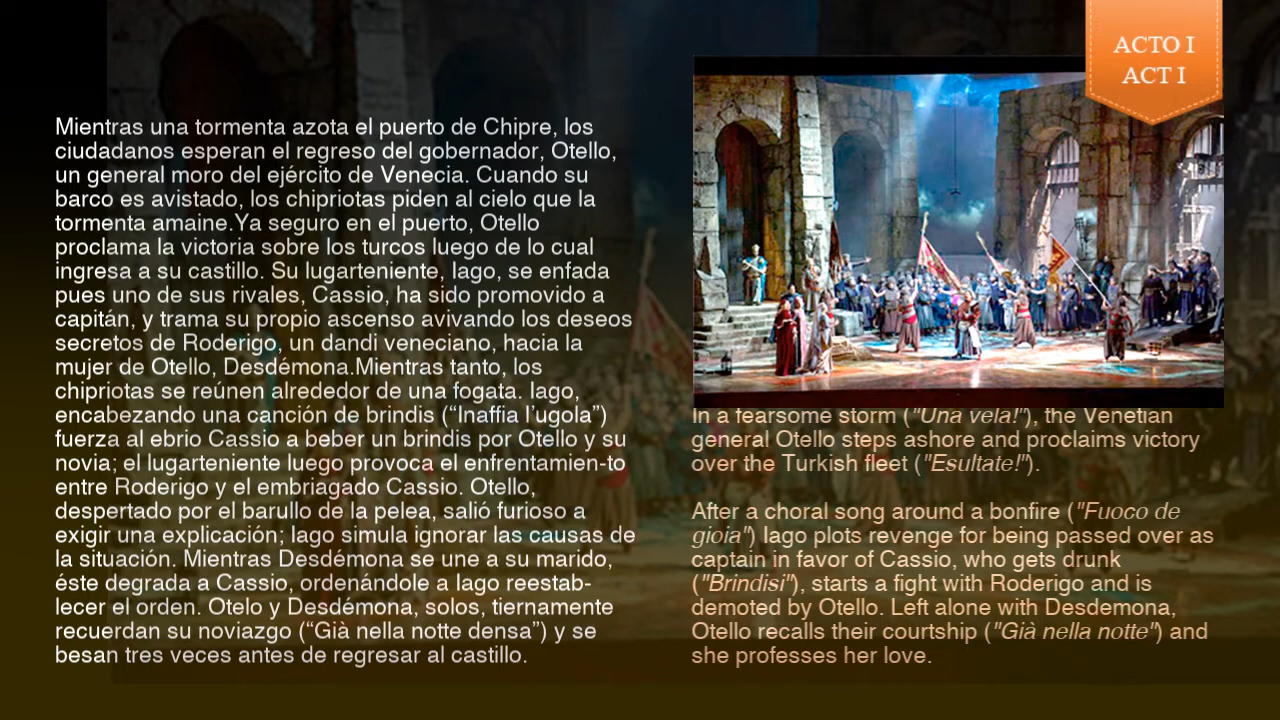 ACTO I
ACT I
Mientras una tormenta azota el puerto de Chipre, los
ciudadanos esperan el regreso del gobernador, Otello,
un general moro del ejército de Venecia. Cuando su
barco es avistado, los chipriotas piden al cielo que la
tormenta amaine.Ya seguro en el puerto, Otello
proclama la victoria sobre los turcos luego de lo cual
ingresa a su castillo. Su lugarteniente, Iago, se enfada
pues uno de sus rivales, Cassio, ha sido promovido a
capitán, y trama su propio ascenso avivando los deseos
secretos de Roderigo, un dandi veneciano, hacia la
mujer de Otello, Desdémona.Mientras tanto, los
chipriotas se reúnen alrededor de una fogata. Iago,
encabezando una canción de brindis (“Inaffia l’ugola”)
fuerza al ebrio Cassio a beber un brindis por Otello y su
novia; el lugarteniente luego provoca el enfrentamien-to
entre Roderigo y el embriagado Cassio. Otello,
despertado por el barullo de la pelea, salió furioso a
exigir una explicación; Iago simula ignorar las causas de
la situación. Mientras Desdémona se une a su marido,
éste degrada a Cassio, ordenándole a Iago reestab-
lecer el orden. Otelo y Desdémona, solos, tiernamente
recuerdan su noviazgo (“Già nella notte densa”) y se
besan tres veces antes de regresar al castillo.
In a fearsome storm ("Una vela!"), the Venetian
general Otello steps ashore and proclaims victory
over the Turkish fleet ("Esultate!").
After a choral song around a bonfire ("Fuoco de
gioia") Iago plots revenge for being passed over as
captain in favor of Cassio, who gets drunk
("Brindisi"), starts a fight with Roderigo and is
demoted by Otello. Left alone with Desdemona,
Otello recalls their courtship ("Già nella notte") and
she professes her love.